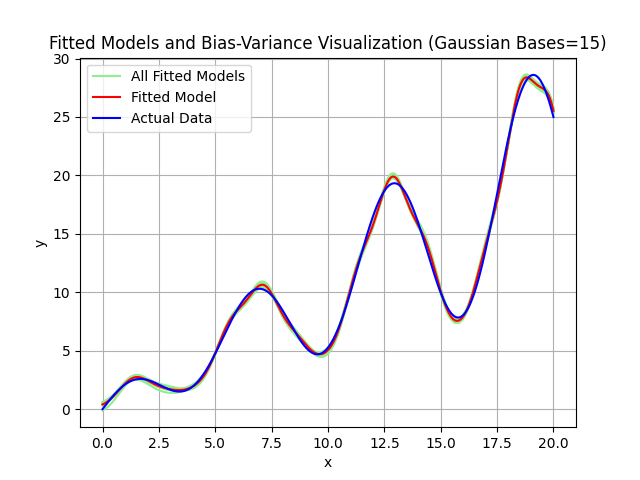 Fitted Models and Bias-Variance Visualization (Gaussian Bases=15)
All Fitted Models
Fitted Model
Actual Data
30
25
20
15
10
5
0
y
0.0 2.5 5.0 7.5 10.0 12.5 15.0 17.5 20.0
x